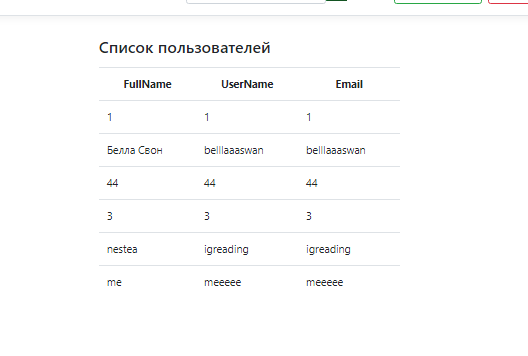 Список пользователей
FullName UserName Email
1 1 1
Белла Свон belllaaaswan belllaaaswan
44 44 44
3 3 3
nestea igreading igreading
me meeeee meeeee